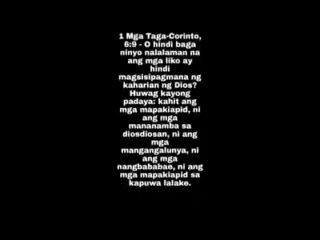 1 Mga Taga-Corinto,
6:9 - O hindi baga
ninyo nalalaman na
ang mga liko ay
hindi
magsisipagmana ng
kaharian ng Dios?
Huwag kayong
padaya: kahit ang
mga mapakiapid, ni
ang mga
mananamba sa
diosdiosan, ni ang
mga
mangangalunya, ni
ang mga
nangbababae, ni ang
mga mapakiapid sa
kapuwa lalake.